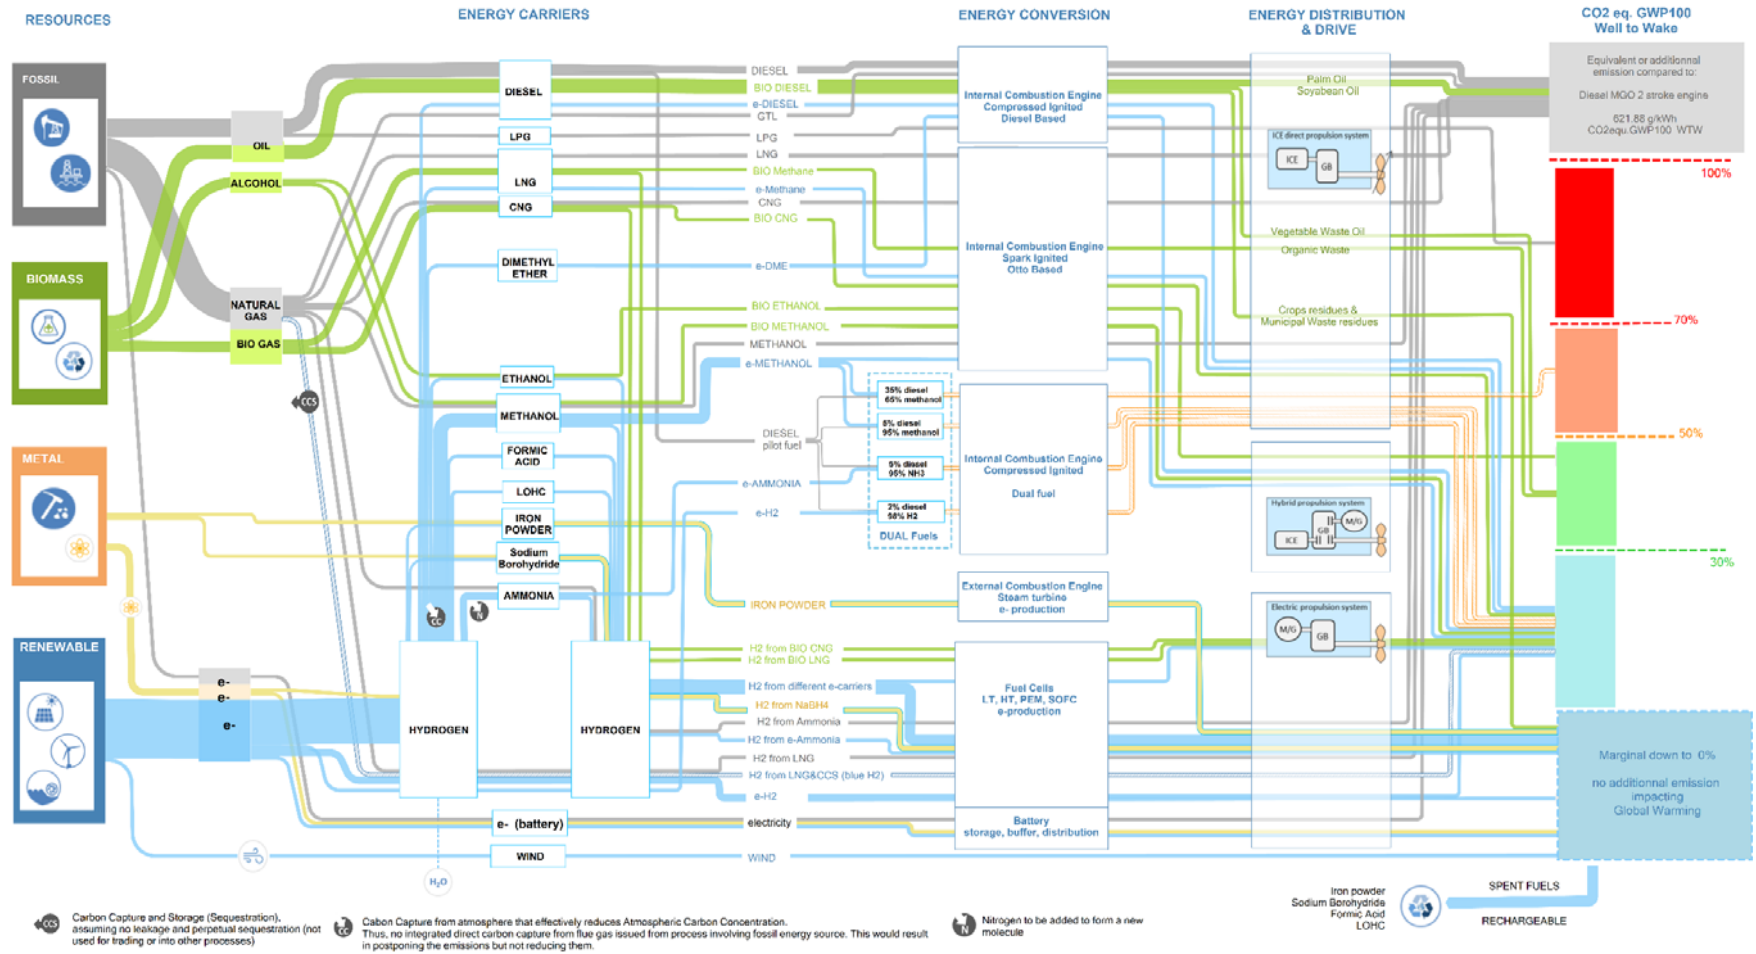 RESOURCES
ENERGY CARRIERS
ENERGY CONVERSION
ENERGY DISTRIBUTION
& DRIVE
CO2 eq. GWP100
Well to Wake
FOSSIL
BIOMASS
METAL
RENEWABLE
OIL
ALCOHOL
NATURAL
GAS
BIO GAS
CCS
e-
e-
e-
DIESEL
LPG
LNG
CNG
DIMETHYL
ETHER
ETHANOL
METHANOL
FORMIC
ACID
LOHC
IRON
POWDER
Sodium
Borohydride
AMMONIA
CC
N
HYDROGEN
HYDROGEN
e- (battery)
WIND
H2O
DIESEL
BIO DIESEL
e-DIESEL
GTL
LPG
LNG
BIO Methane
e-Methane
CNG
BIO CNG
e-DME
BIO ETHANOL
BIO METHANOL
METHANOL
e-METHANOL
DIESEL
pilot fuel
e-AMMONIA
e-H2
IRON POWDER
H2 from BIO CNG
H2 from BIO LNG
H2 from different e-carriers
H2 from NaBH4
H2 from Ammonia
H2 from e-Ammonia
H2 from LNG
H2 from LNG&CCS (blue H2)
e-H2
electricity
WIND
35% diesel
65% methanol
5% diesel
95% methanol
5% diesel
95% NH3
2% diesel
98% H2
DUAL Fuels
Internal Combustion Engine
Compressed Ignited
Diesel Based
Internal Combustion Engine
Spark Ignited
Otto Based
Internal Combustion Engine
Compressed Ignited
Dual fuel
External Combustion Engine
Steam turbine
e- production
Fuel Cells
LT, HT, PEM, SOFC
e-production
Battery
storage, buffer, distribution
Palm Oil
Soyabean Oil
ICE direct propulsion system
ICE
GB
Vegetable Waste Oil
Organic Waste
Crops residues &
Municipal Waste residues
Hybrid propulsion system
ICE
GB
M/G
Electric propulsion system
M/G
GB
Equivalent or additionnal
emission compared to:
Diesel MGO 2 stroke engine
621.88 g/kWh
CO2equ.GWP100 WTW
100%
70%
50%
30%
Marginal down to 0%
no additionnal emission
impacting
Global Warming
CCS
Carbon Capture and Storage (Sequestration),
assuming no leakage and perpetual sequestration (not
used for trading or into other processes)
CC
Cabon Capture from atmosphere that effectively reduces Atmospheric Carbon Concentration.
Thus, no integrated direct carbon capture from flue gas issued from process involving fossil energy source. This would result
in postponing the emissions but not reducing them.
N
Nitrogen to be added to form a new
molecule
Iron powder
Sodium Borohydride
Formic Acid
LOHC
SPENT FUELS
RECHARGEABLE